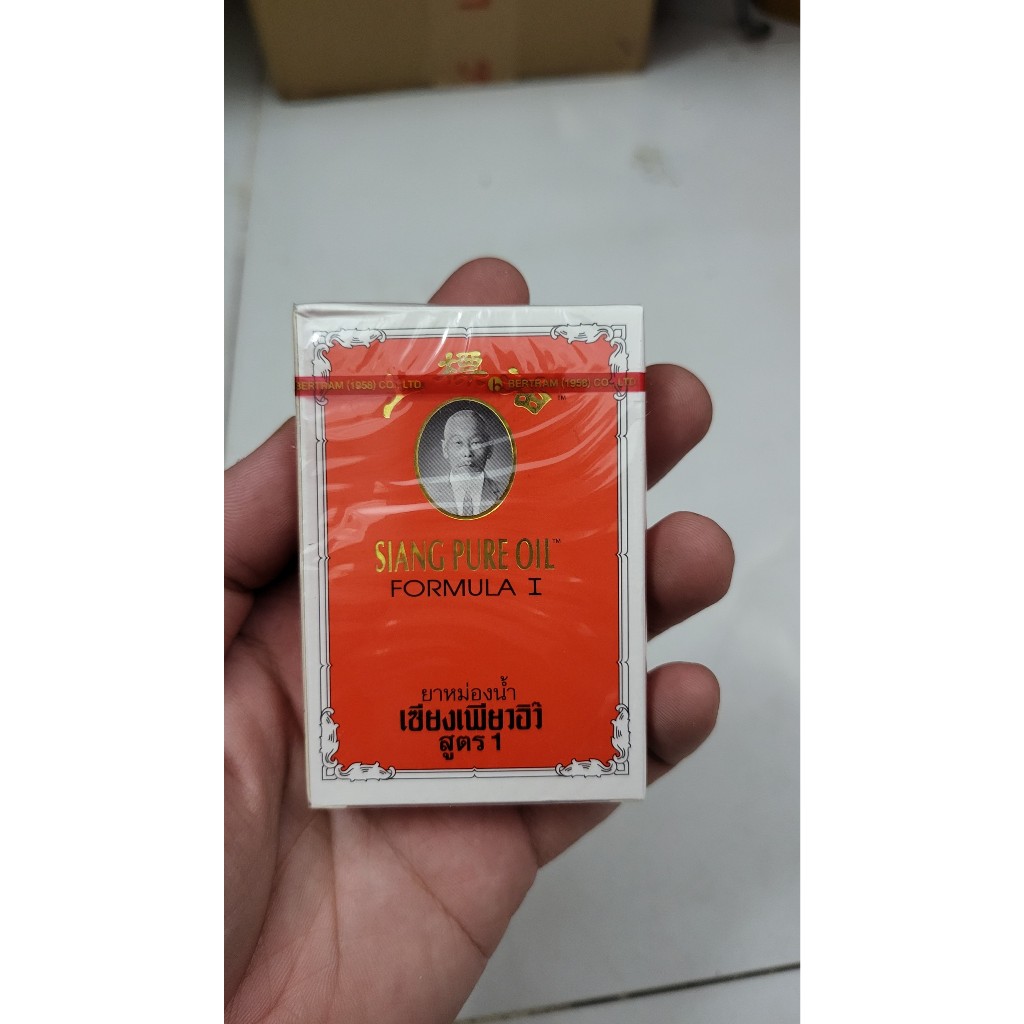 BERTRAM (1958) CO., LTD
BERTRAM (1958) CO., LTD
™
SIANG PURE OIL™
FORMULA I
ยาหม่องน้ำ
เซียงเพียวอิ๊ว
สูตร 1